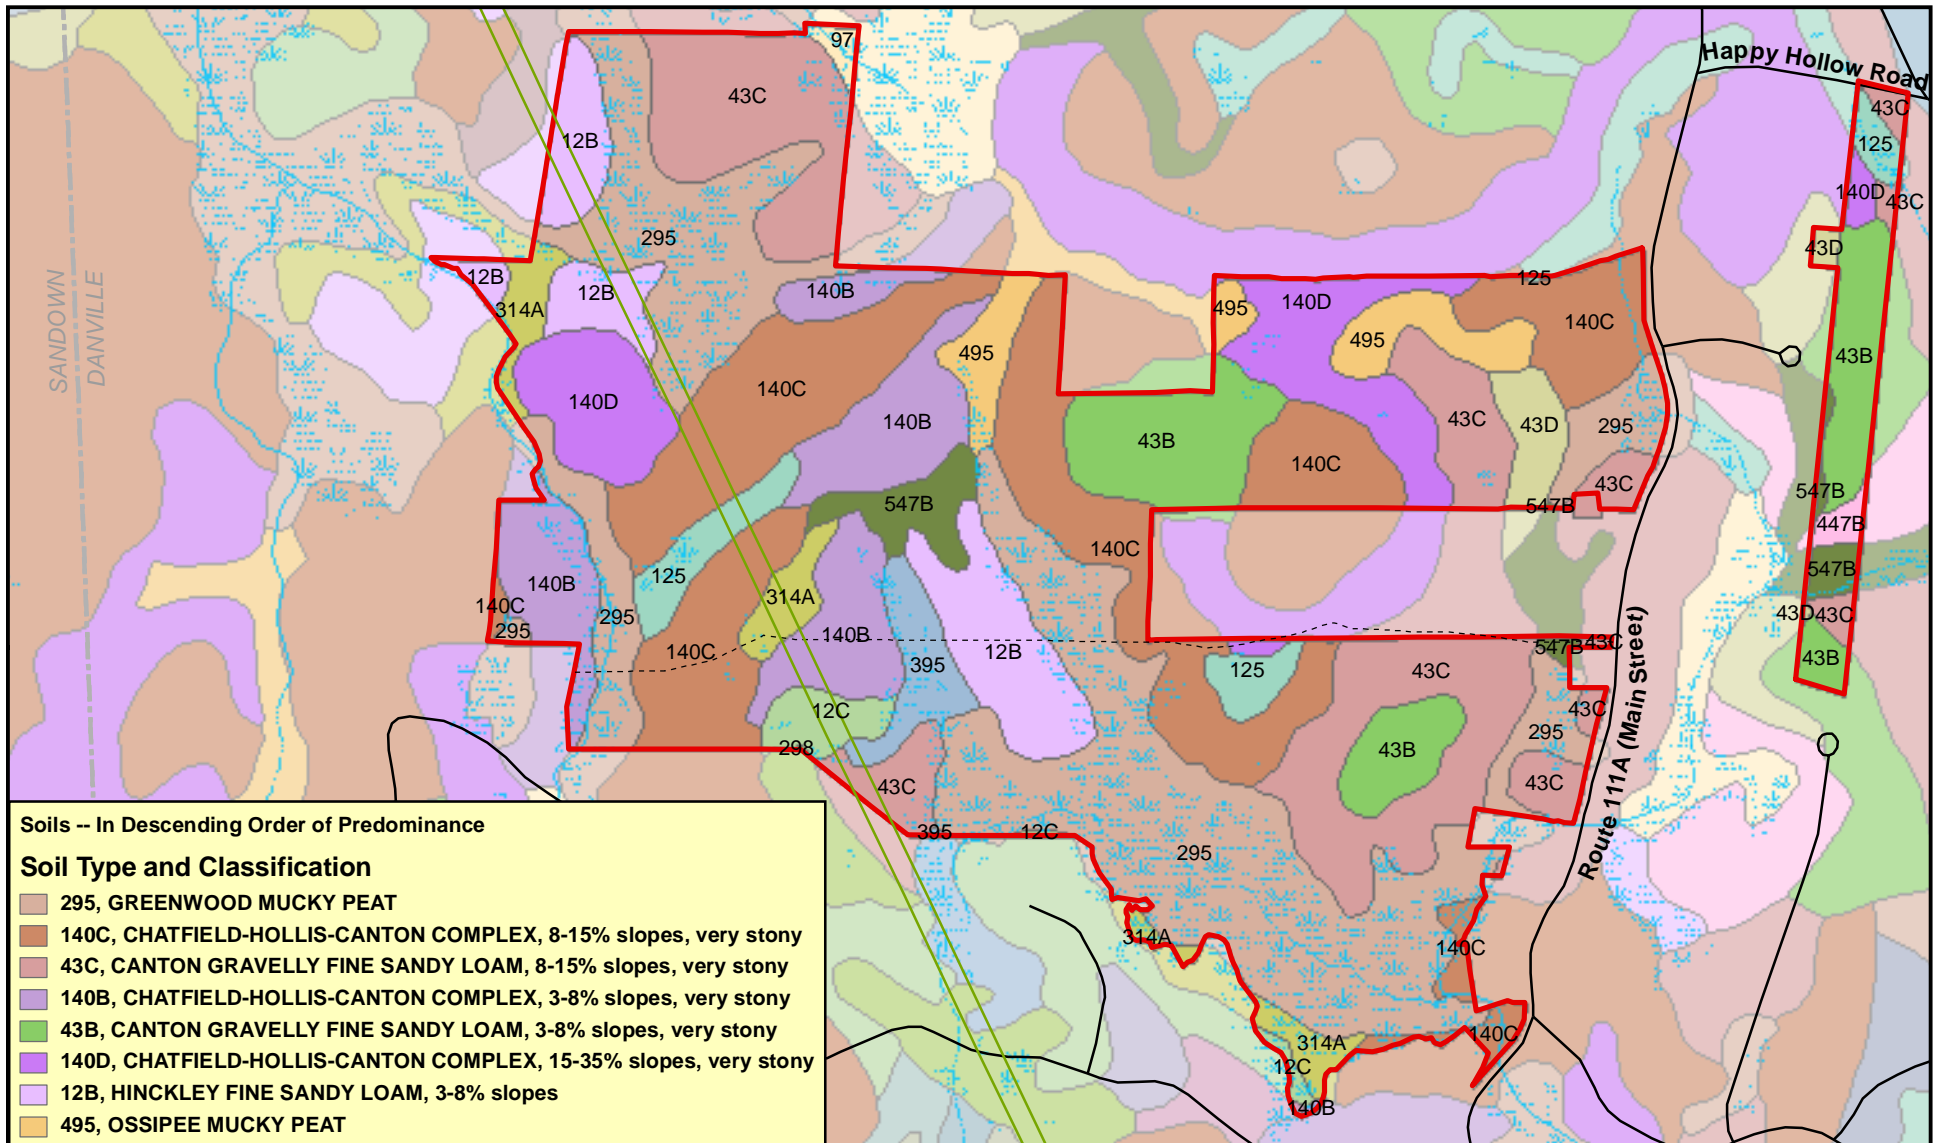 97
Happy Hollow Road
43C
43C
12B
125
140D
43C
295
43D
SANDOWN
DANVILLE
12B
12B
140B
125
314A
495
140D
140C
495
495
43B
140D
140C
140B
43C
43D
295
43B
140C
547B
43C
547B
547B
447B
140C
125
140B
314A
547B
140C
295
295
43D
43C
140B
140C
395
12B
125
43C
547B
43C
43B
12C
43C
295
298
43B
43C
43C
Route 111A (Main Street)
395
12C
295
314A
140C
314A
140C
12C
140B
Soils -- In Descending Order of Predominance
Soil Type and Classification
295, GREENWOOD MUCKY PEAT
140C, CHATFIELD-HOLLIS-CANTON COMPLEX, 8-15% slopes, very stony
43C, CANTON GRAVELLY FINE SANDY LOAM, 8-15% slopes, very stony
140B, CHATFIELD-HOLLIS-CANTON COMPLEX, 3-8% slopes, very stony
43B, CANTON GRAVELLY FINE SANDY LOAM, 3-8% slopes, very stony
140D, CHATFIELD-HOLLIS-CANTON COMPLEX, 15-35% slopes, very stony
12B, HINCKLEY FINE SANDY LOAM, 3-8% slopes
495, OSSIPEE MUCKY PEAT